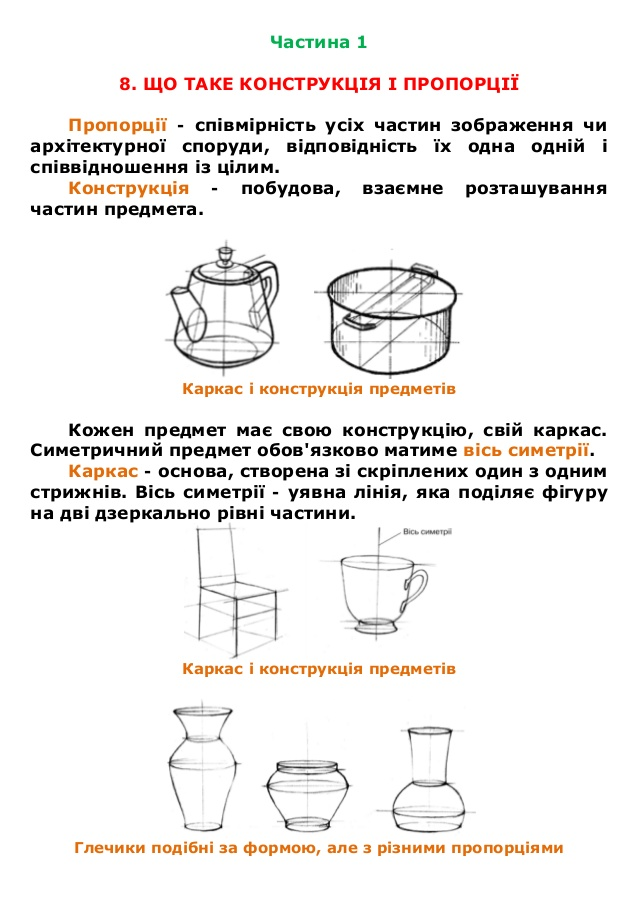 Частина 1
8. ЩО ТАКЕ КОНСТРУКЦІЯ І ПРОПОРЦІЇ
Пропорції - співмірність усіх частин зображення чи
архітектурної споруди, відповідність їх одна одній і
співвідношення із цілим.
Конструкція - побудова, взаємне розташування
частин предмета.
Каркас і конструкція предметів
Кожен предмет має свою конструкцію, свій каркас.
Симетричний предмет обов'язково матиме вісь симетрії.
Каркас - основа, створена зі скріплених один з одним
стрижнів. Вісь симетрії - уявна лінія, яка поділяє фігуру
на дві дзеркально рівні частини.
Вісь симетрії
Каркас і конструкція предметів
Глечики подібні за формою, але з різними пропорціями